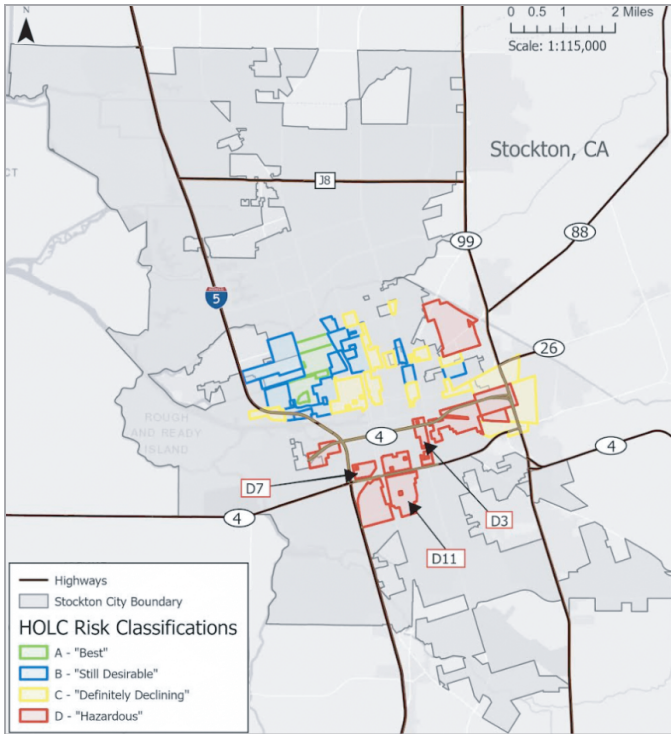 N
0 0.5 1 2 Miles
Scale: 1:115,000
Stockton, CA
CT
J8
99
88
5
26
ROUGH
AND READY
ISLAND
4
4
D7
D3
4
D11
Highways
Stockton City Boundary
HOLC Risk Classifications
A - "Best"
B - "Still Desirable"
C - "Definitely Declining"
D - "Hazardous"